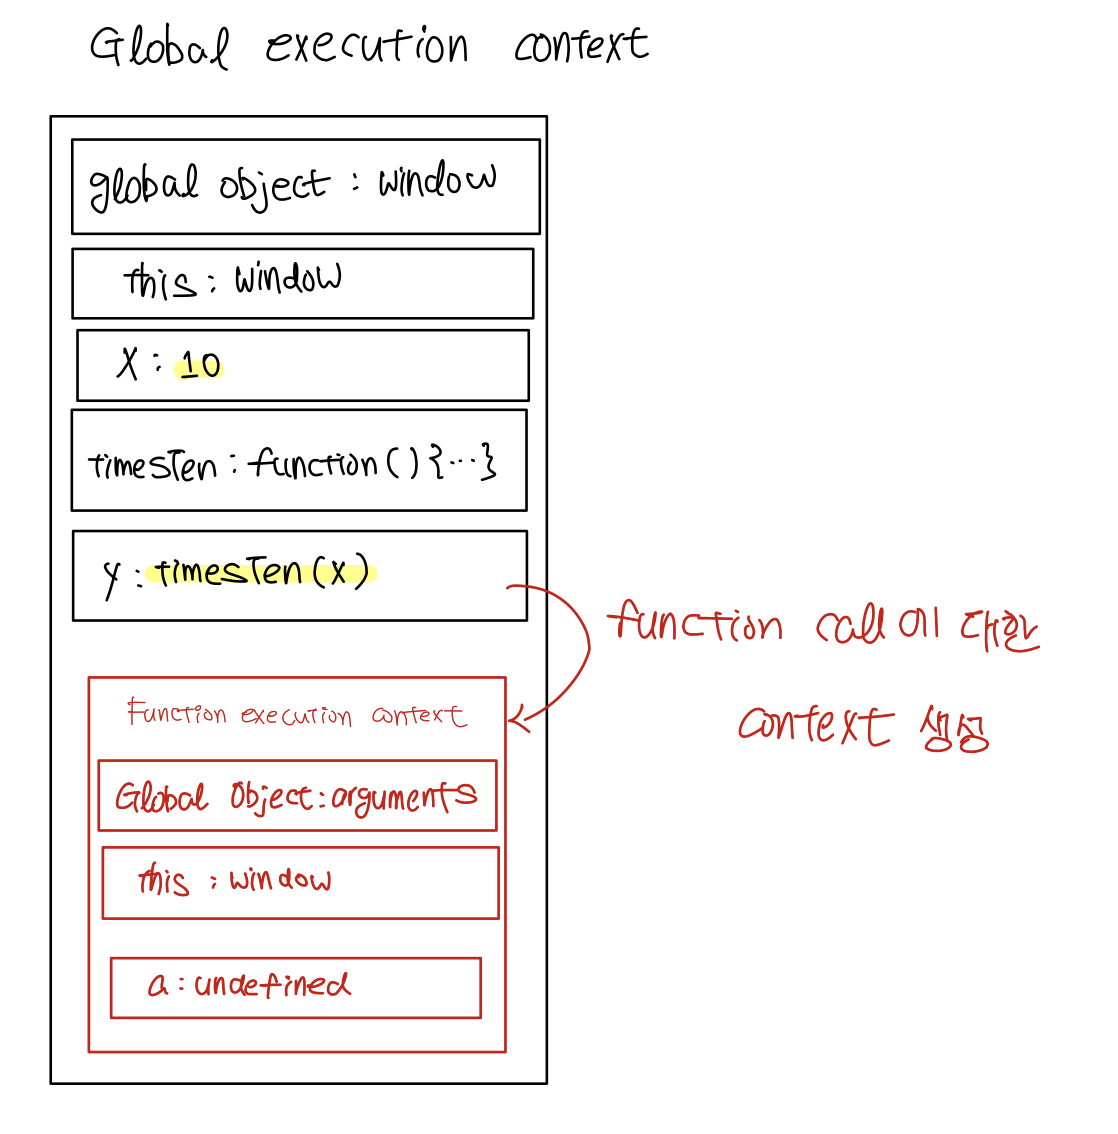 Global execution context
global object : window
this : window
X : 10
timesTen : function ( ) { ... }
y : timesTen (x)
function call에 대한
context 생성
Function execution context
Global Object : arguments
this : window
a : undefined